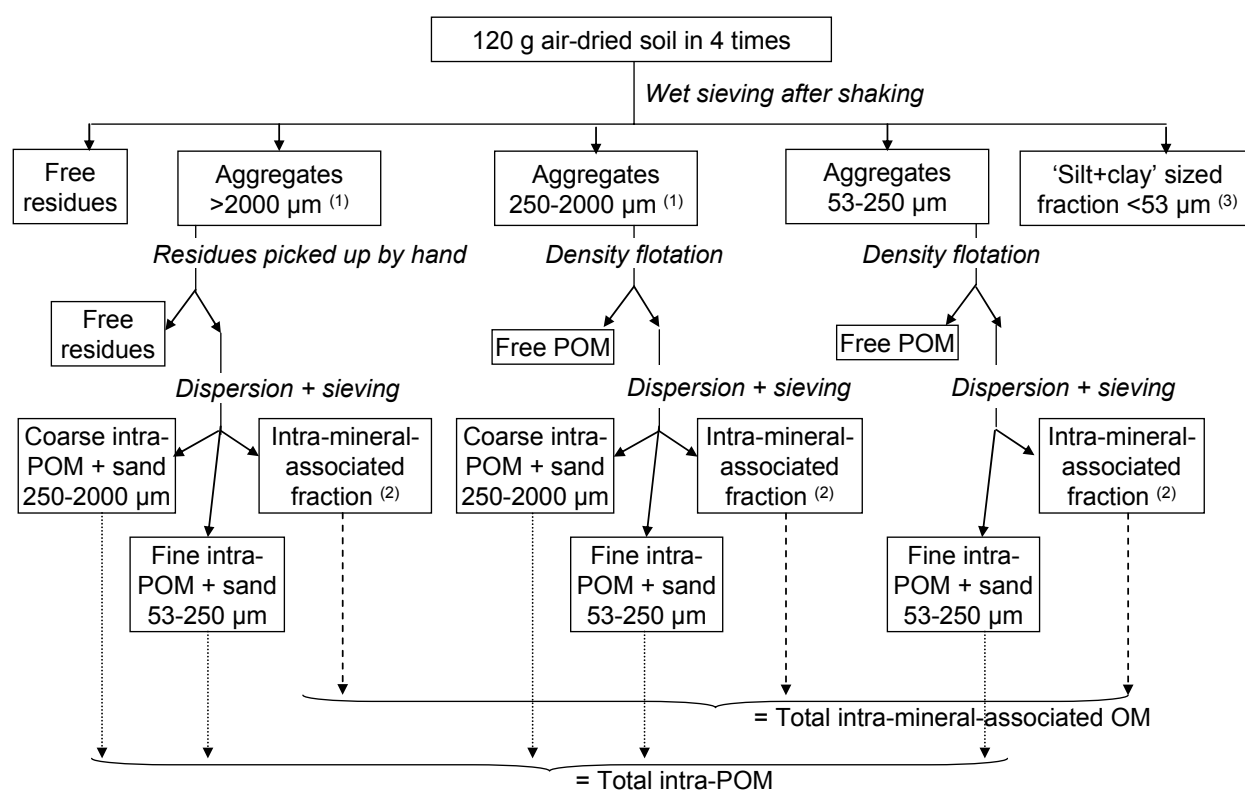 120 g air-dried soil in 4 times
Wet sieving after shaking
Free
residues
Aggregates
>2000 µm (1)
Aggregates
250-2000 µm (1)
Aggregates
53-250 µm
‘Silt+clay’ sized
fraction <53 µm (3)
Residues picked up by hand
Density flotation
Density flotation
Free
residues
Free POM
Free POM
Dispersion + sieving
Dispersion + sieving
Dispersion + sieving
Coarse intra-
POM + sand
250-2000 µm
Intra-mineral-
associated
fraction (2)
Coarse intra-
POM + sand
250-2000 µm
Intra-mineral-
associated
fraction (2)
Intra-mineral-
associated
fraction (2)
Fine intra-
POM + sand
53-250 µm
Fine intra-
POM + sand
53-250 µm
Fine intra-
POM + sand
53-250 µm
= Total intra-mineral-associated OM
= Total intra-POM